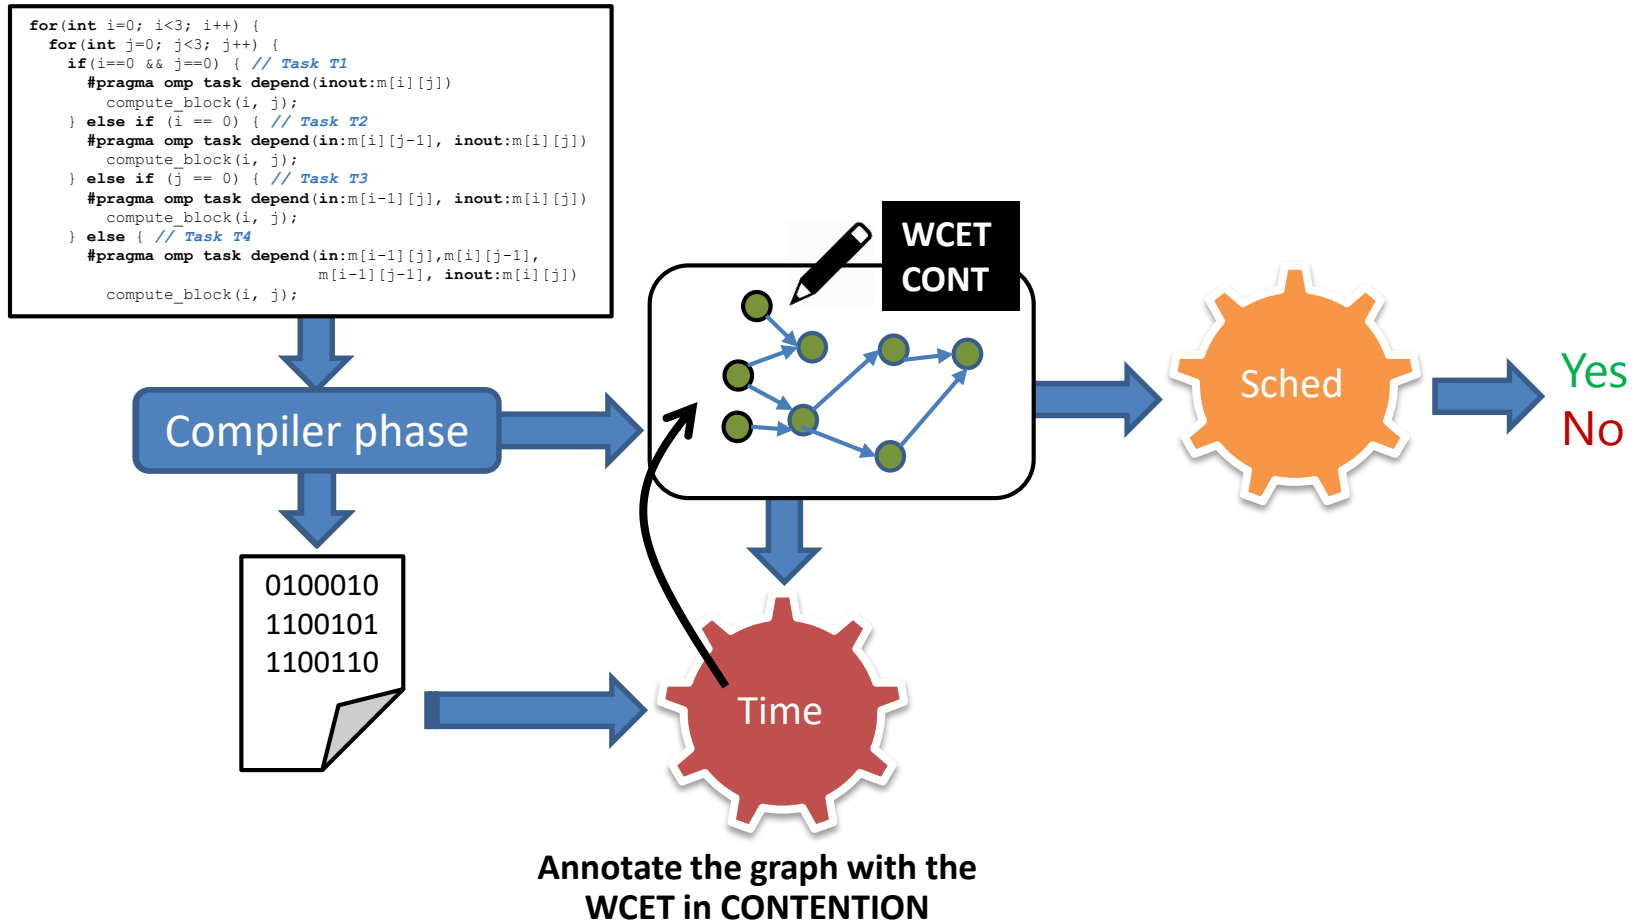 for(int i=0; i<3; i++) {
for(int j=0; j<3; j++) {
if(i==0 && j==0) { // Task T1
#pragma omp task depend(inout:m[i][j])
compute_block(i, j);
} else if (i == 0) { // Task T2
#pragma omp task depend(in:m[i][j-1], inout:m[i][j])
compute_block(i, j);
} else if (j == 0) { // Task T3
#pragma omp task depend(in:m[i-1][j], inout:m[i][j])
compute_block(i, j);
} else { // Task T4
#pragma omp task depend(in:m[i-1][j],m[i][j-1],
m[i-1][j-1], inout:m[i][j])
compute_block(i, j);
WCET
CONT
Compiler phase
Sched
Yes
No
0100010
1100101
1100110
Time
Annotate the graph with the
WCET in CONTENTION